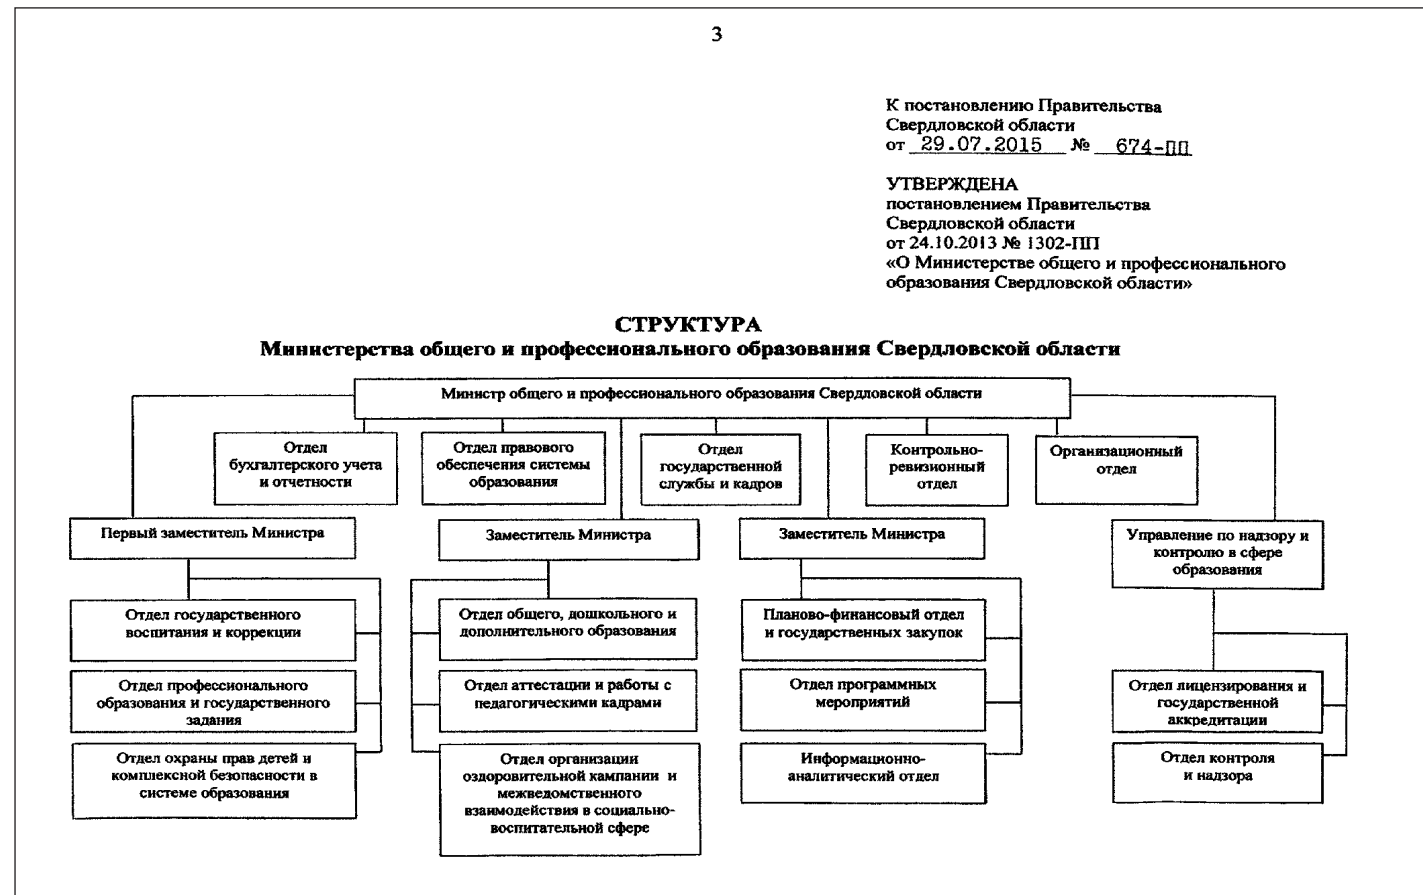 3
К постановлению Правительства
Свердловской области
от 29.07.2015 № 674-ПП
УТВЕРЖДЕНА
постановлением Правительства
Свердловской области
от 24.10.2013 № 1302-ПП
«О Министерстве общего и профессионального
образования Свердловской области»
СТРУКТУРА
Министерства общего и профессионального образования Свердловской области
Министр общего и профессионального образования Свердловской области
Отдел
бухгалтерского учета
и отчетности
Отдел правового
обеспечения системы
образования
Отдел
государственной
службы и кадров
Контрольно-
ревизионный
отдел
Организационный
отдел
Первый заместитель Министра
Заместитель Министра
Заместитель Министра
Управление по надзору и
контролю в сфере
образования
Отдел государственного
воспитания и коррекции
Отдел общего, дошкольного и
дополнительного образования
Планово-финансовый отдел
и государственных закупок
Отдел профессионального
образования и государственного
задания
Отдел аттестации и работы с
педагогическими кадрами
Отдел программных
мероприятий
Отдел лицензирования и
государственной
аккредитации
Отдел охраны прав детей и
комплексной безопасности в
системе образования
Отдел организации
оздоровительной кампании и
межведомственного
взаимодействия в социально-
воспитательной сфере
Информационно-
аналитический отдел
Отдел контроля
и надзора